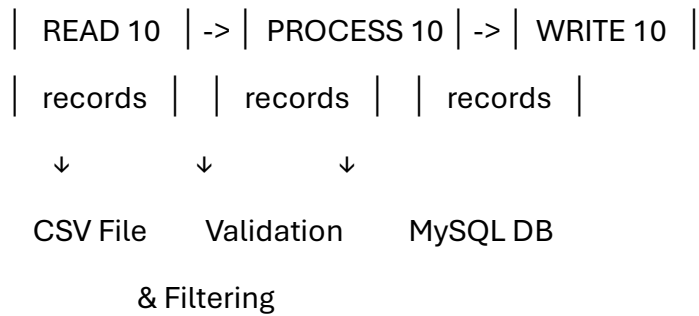 | READ 10 | -> | PROCESS 10 | -> | WRITE 10 |
| records | | records | | records |
↓ ↓ ↓
CSV File Validation MySQL DB
& Filtering